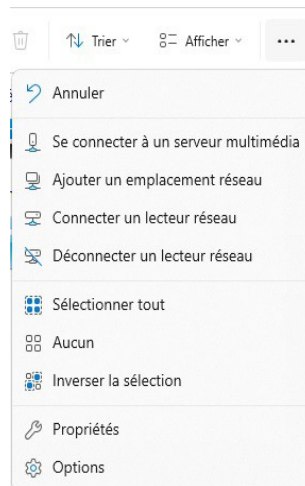 Trier Afficher ...
Annuler
Se connecter à un serveur multimédia
Ajouter un emplacement réseau
Connecter un lecteur réseau
Déconnecter un lecteur réseau
Sélectionner tout
Aucun
Inverser la sélection
Propriétés
Options